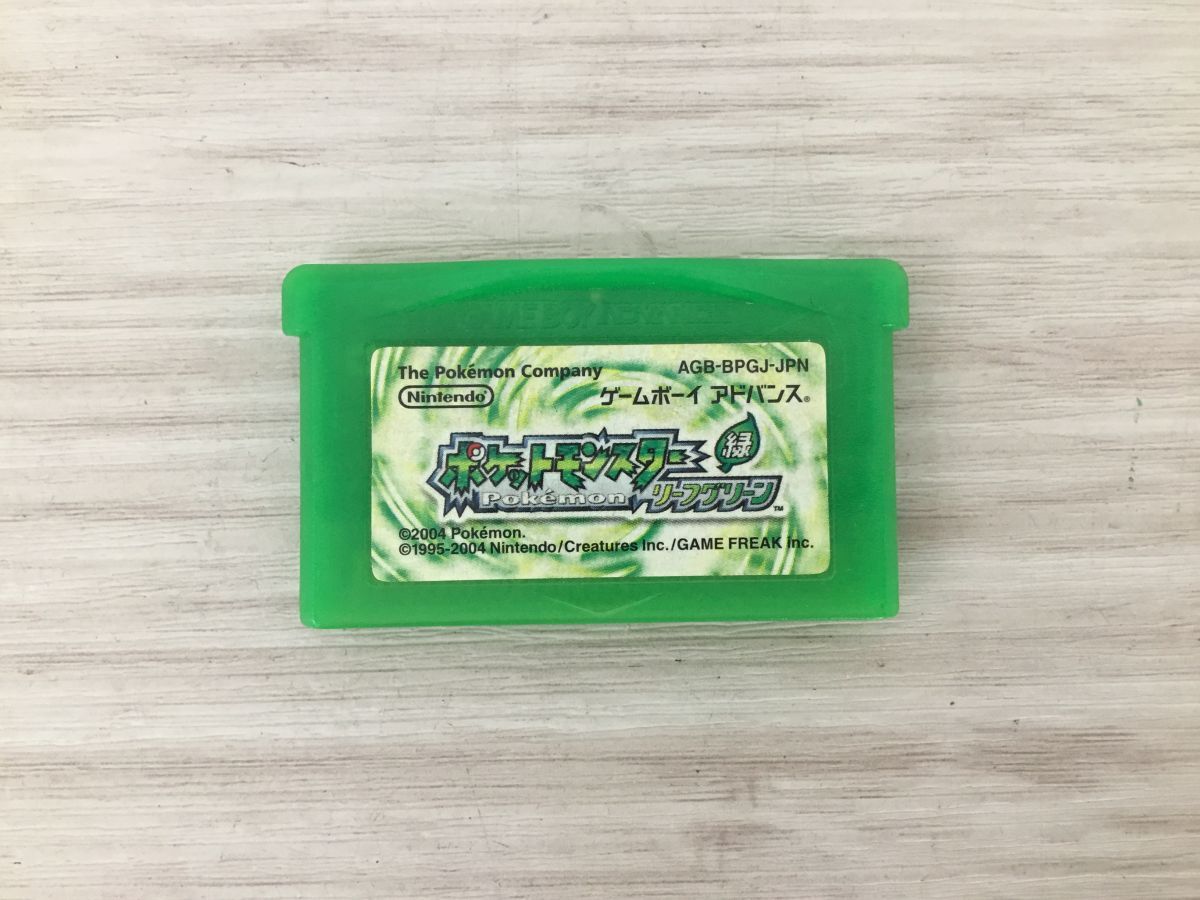 The Pokémon Company
AGB-BPGJ-JPN
Nintendo
ゲームボーイ アドバンス®
ポケットモンスター
緑
Pokémon
リーフグリーン™
©2004 Pokémon.
©1995-2004 Nintendo/Creatures Inc./GAME FREAK inc.